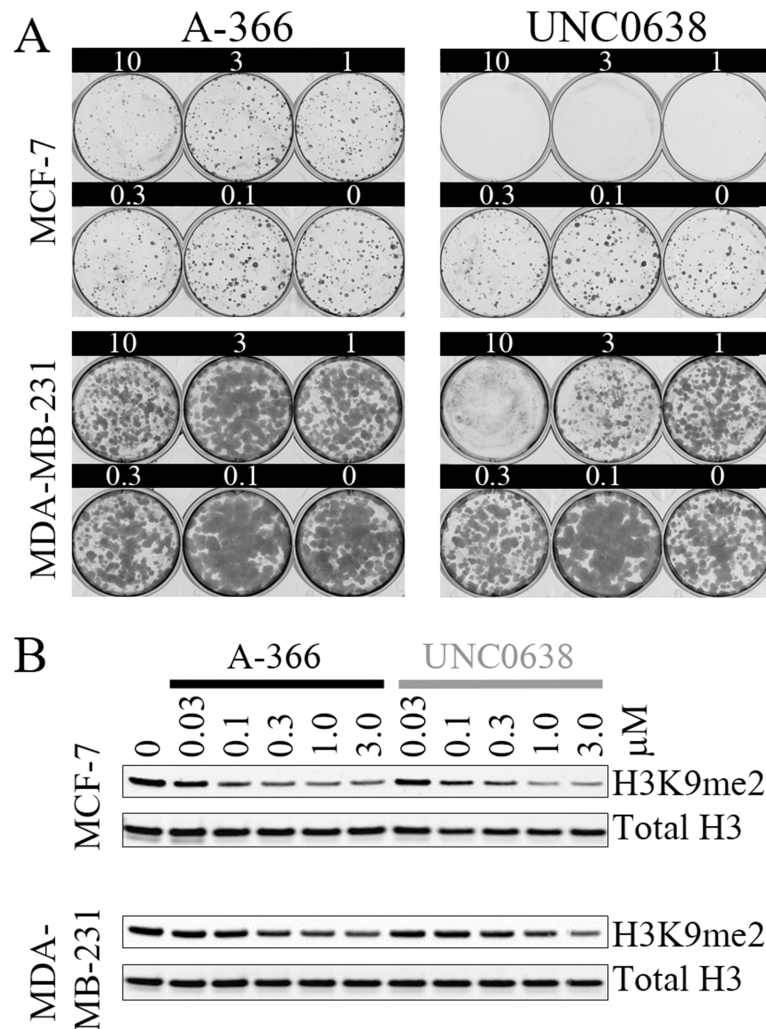 A
A-366
UNC0638
MCF-7
10 3 1
10 3 1
0.3 0.1 0
0.3 0.1 0
MDA-MB-231
10 3 1
10 3 1
0.3 0.1 0
0.3 0.1 0
B
A-366
UNC0638
0 0.03 0.1 0.3 1.0 3.0 0.03 0.1 0.3 1.0 3.0 µM
MCF-7
H3K9me2
Total H3
MDA-
MB-231
H3K9me2
Total H3